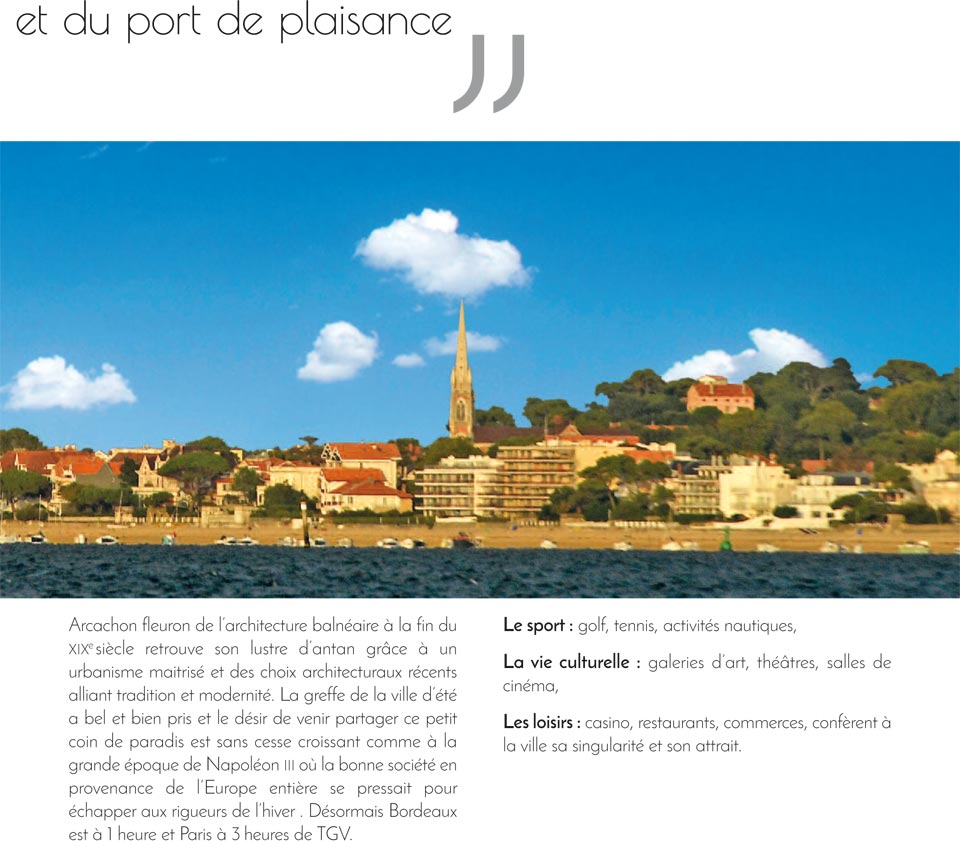 et du port de plaisance
”
Arcachon fleuron de l’architecture balnéaire à la fin du
XIXe siècle retrouve son lustre d’antan grâce à un
urbanisme maitrisé et des choix architecturaux récents
alliant tradition et modernité. La greffe de la ville d’été
a bel et bien pris et le désir de venir partager ce petit
coin de paradis est sans cesse croissant comme à la
grande époque de Napoléon III où la bonne société en
provenance de l’Europe entière se pressait pour
échapper aux rigueurs de l’hiver . Désormais Bordeaux
est à 1 heure et Paris à 3 heures de TGV.
Le sport : golf, tennis, activités nautiques,
La vie culturelle : galeries d’art, théâtres, salles de
cinéma,
Les loisirs : casino, restaurants, commerces, confèrent à
la ville sa singularité et son attrait.